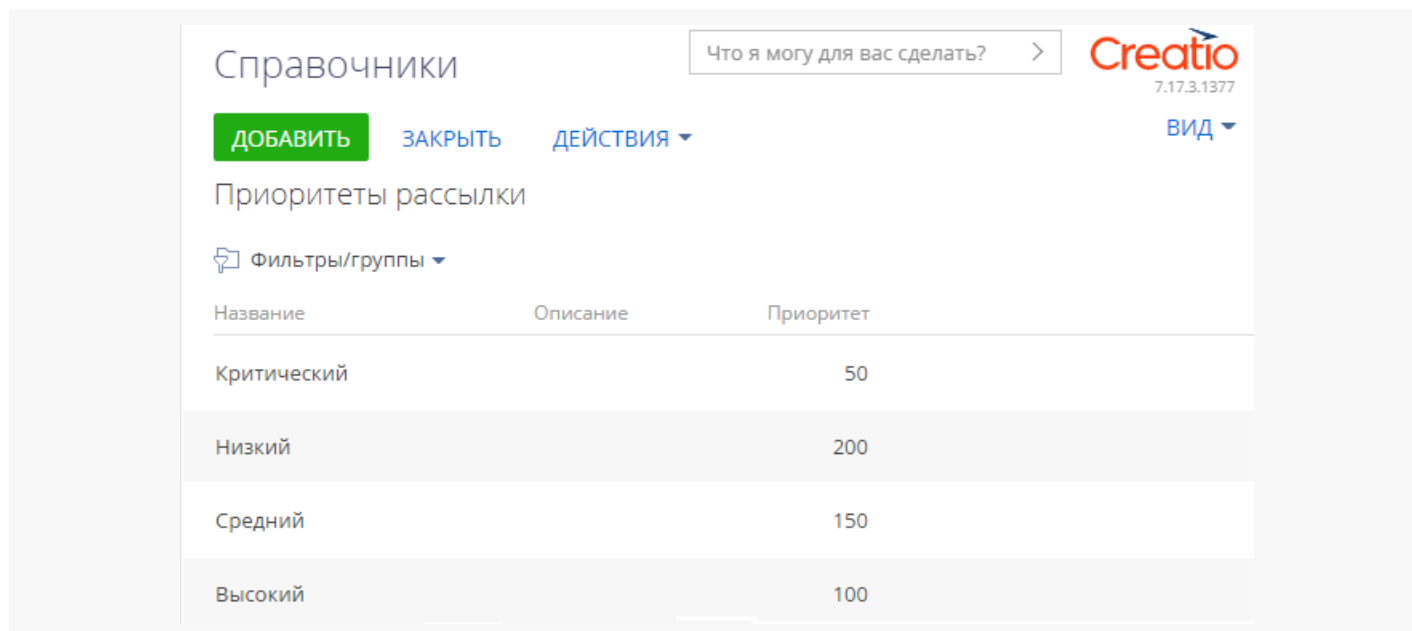 Справочники
Что я могу для вас сделать?
Creatio
7.17.3.1377
ДОБАВИТЬ ЗАКРЫТЬ ДЕЙСТВИЯ
ВИД
Приоритеты рассылки
Фильтры/группы
Название Описание Приоритет
Критический 50
Низкий 200
Средний 150
Высокий 100